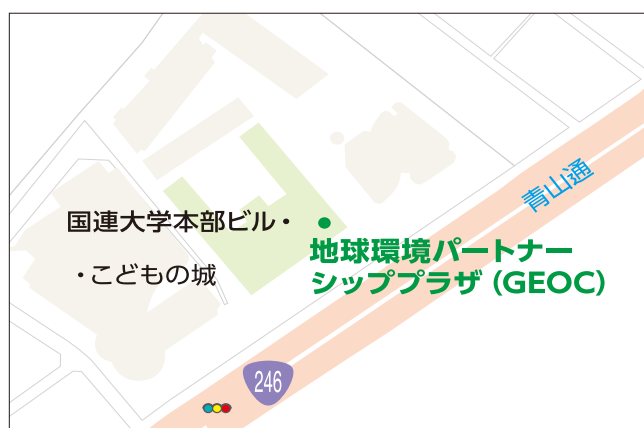 青山通
国連大学本部ビル・
地球環境パートナー
シッププラザ（GEOC）
・こどもの城
246